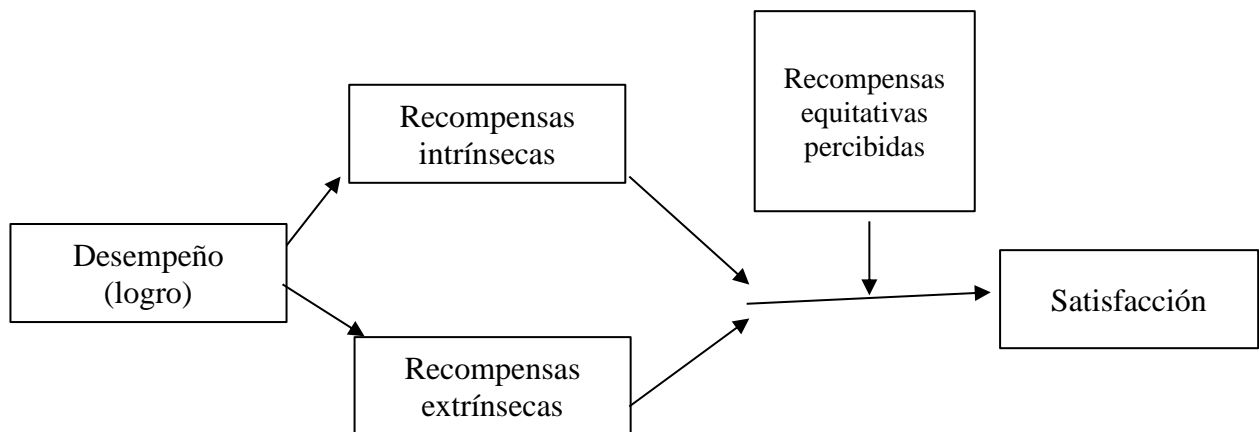 Recompensas
equitativas
percibidas
Recompensas
intrínsecas
Desempeño
(logro)
Satisfacción
Recompensas
extrínsecas